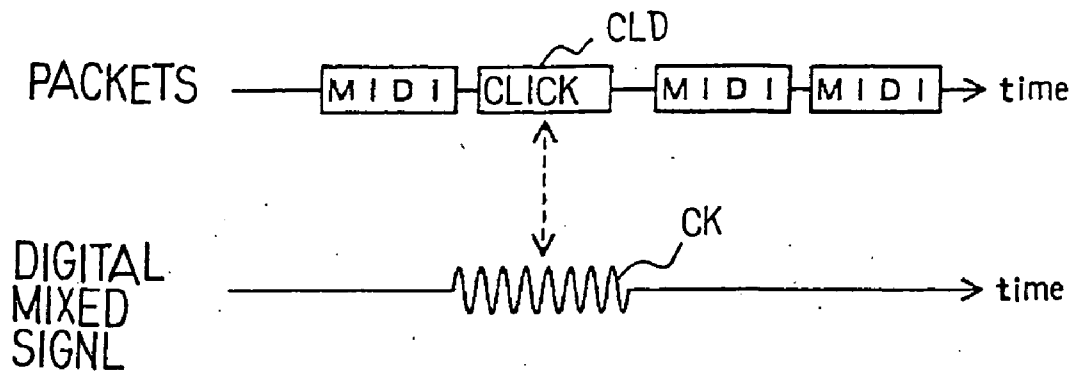 CLD
PACKETS MIDI CLICK MIDI MIDI time
CK
DIGITAL
MIXED
SIGNL
time